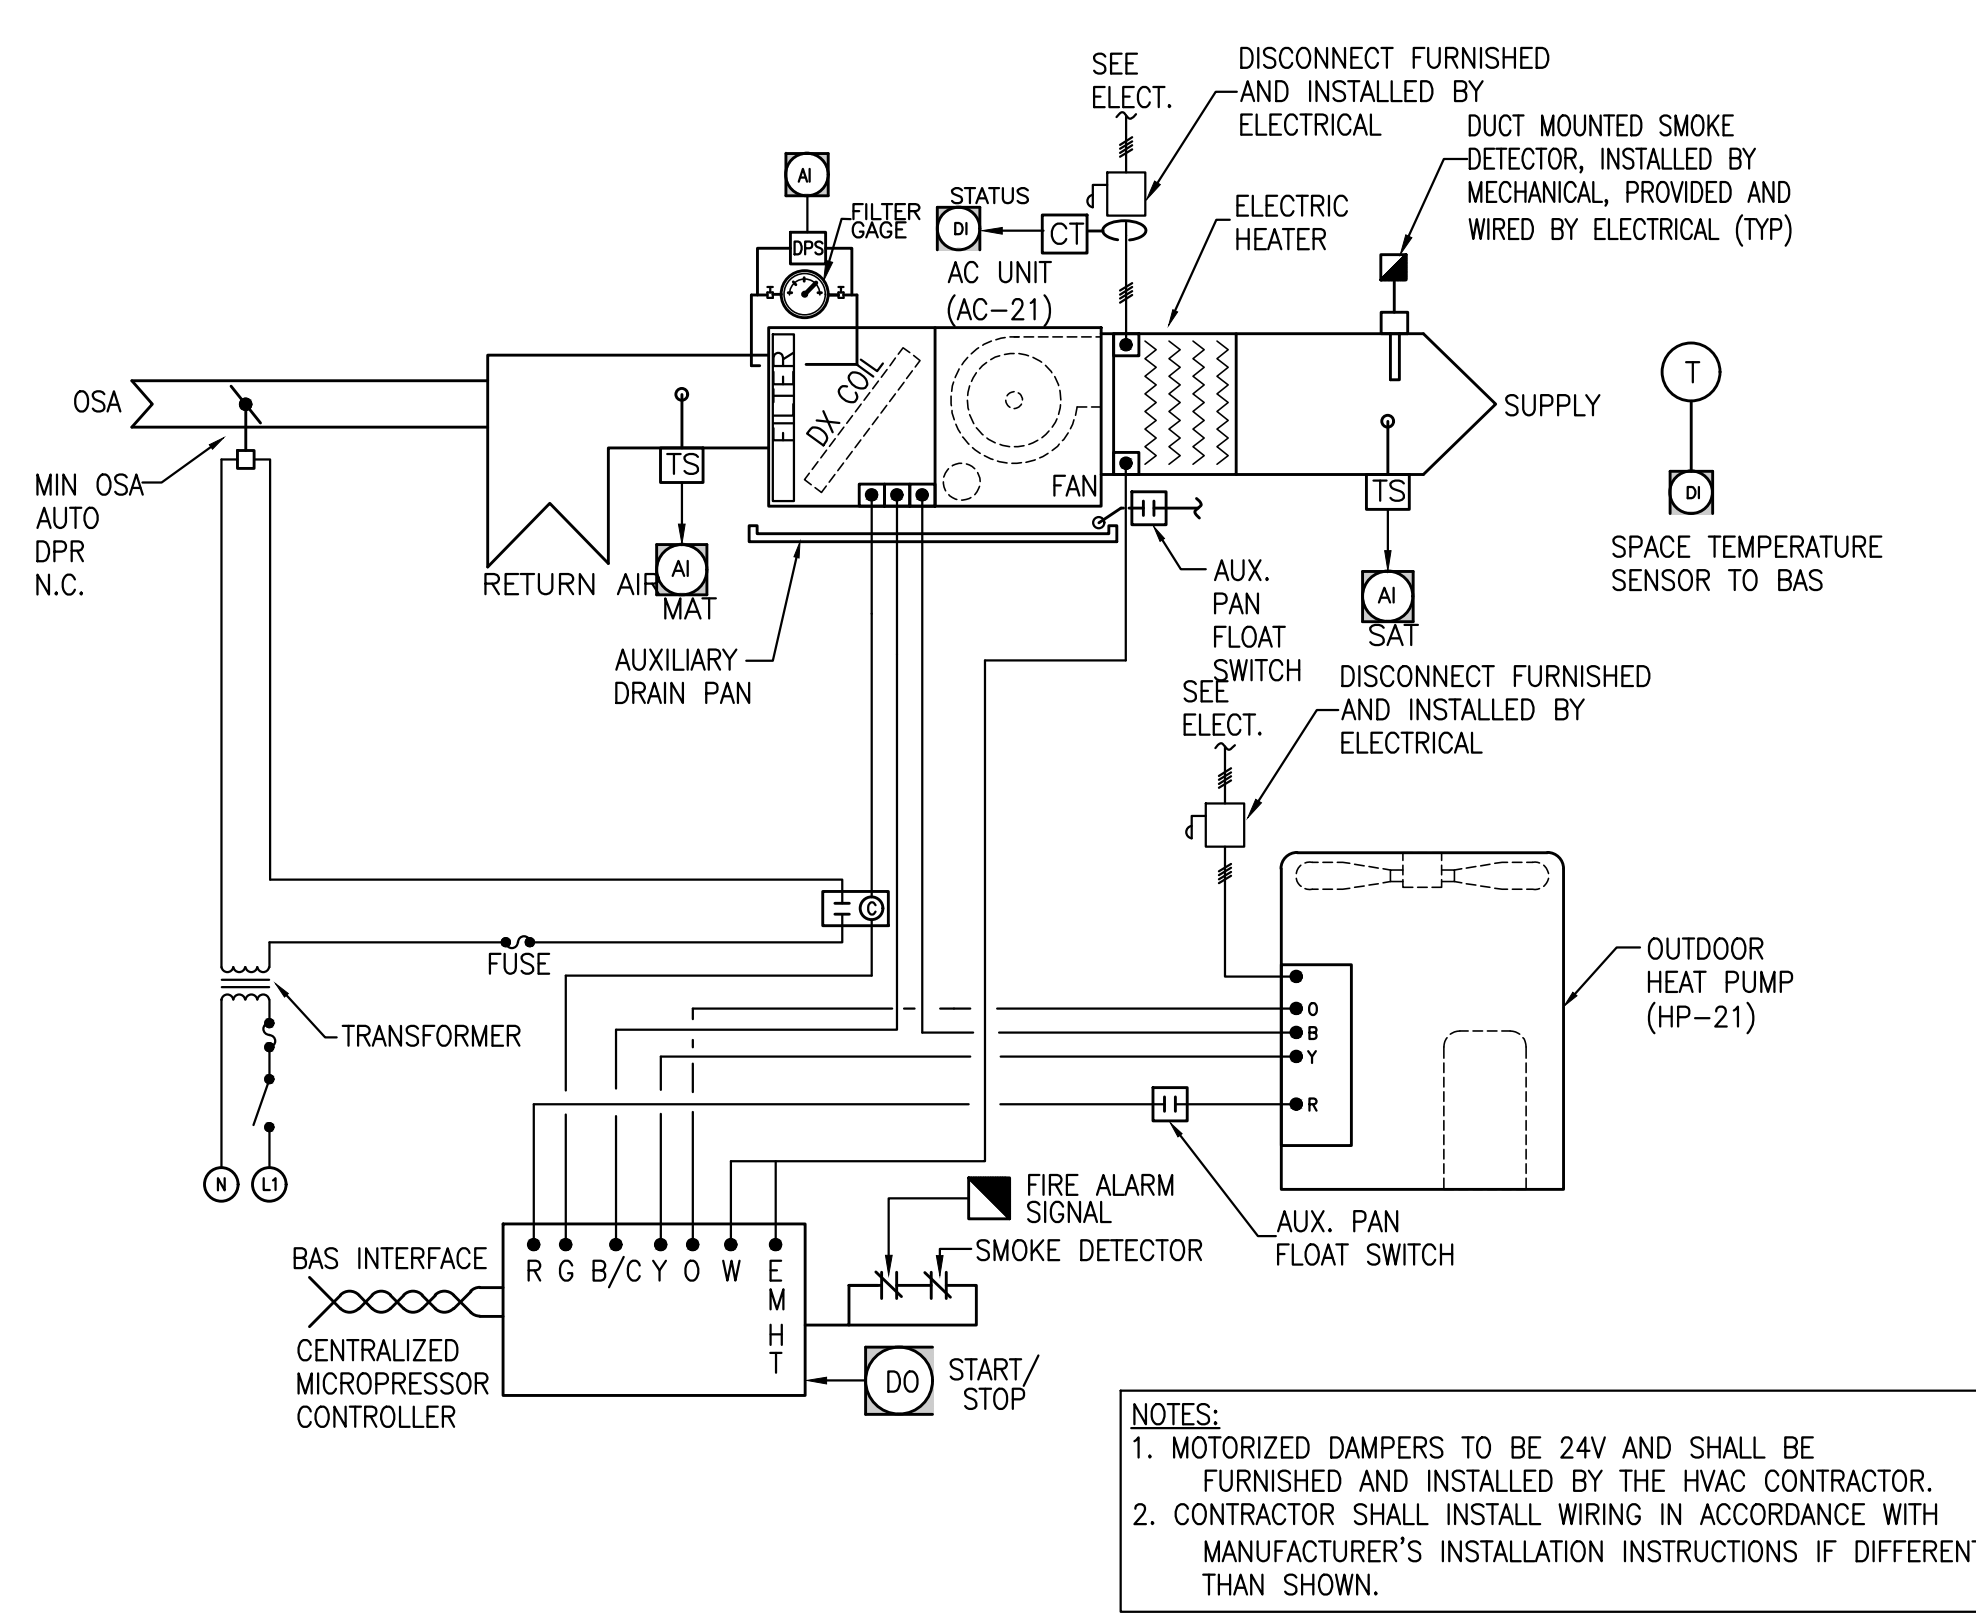 SEE
ELECT.
DISCONNECT FURNISHED
AND INSTALLED BY
ELECTRICAL
DUCT MOUNTED SMOKE
DETECTOR, INSTALLED BY
MECHANICAL, PROVIDED AND
WIRED BY ELECTRICAL (TYP)
AI
FILTER
GAGE
DPS
STATUS
DI
CT
AC UNIT
(AC-21)
ELECTRIC
HEATER
OSA
FILTER
DX COIL
FAN
SUPPLY
T
DI
SPACE TEMPERATURE
SENSOR TO BAS
MIN OSA
AUTO
DPR
N.C.
TS
AI
MAT
RETURN AIR
TS
AI
SAT
AUX.
PAN
FLOAT
SWITCH
AUXILIARY
DRAIN PAN
SEE
ELECT.
DISCONNECT FURNISHED
AND INSTALLED BY
ELECTRICAL
C
FUSE
TRANSFORMER
N
L1
O
B
Y
R
OUTDOOR
HEAT PUMP
(HP-21)
AUX. PAN
FLOAT SWITCH
FIRE ALARM
SIGNAL
SMOKE DETECTOR
BAS INTERFACE
R G B/C Y O W E
M
H
T
CENTRALIZED
MICROPRESSOR
CONTROLLER
DO
START/
STOP
NOTES:
1. MOTORIZED DAMPERS TO BE 24V AND SHALL BE
FURNISHED AND INSTALLED BY THE HVAC CONTRACTOR.
2. CONTRACTOR SHALL INSTALL WIRING IN ACCORDANCE WITH
MANUFACTURER'S INSTALLATION INSTRUCTIONS IF DIFFERENT
THAN SHOWN.